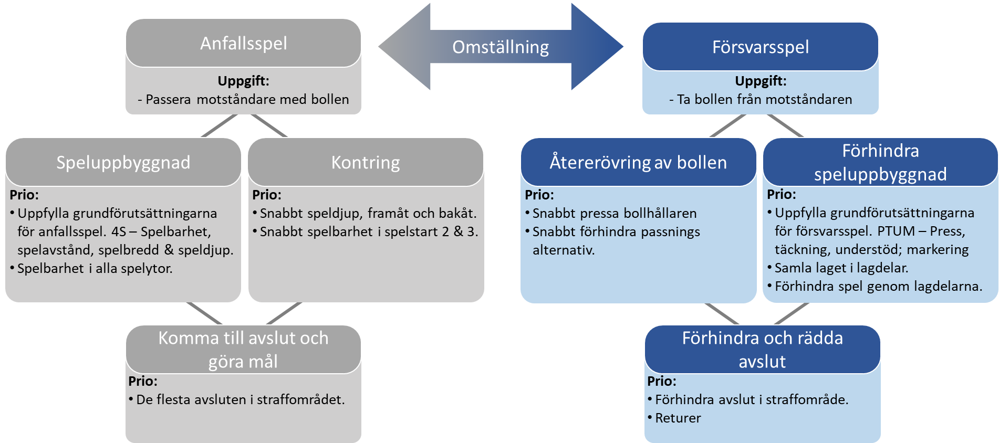 Anfallsspel
Uppgift:
- Passera motståndare med bollen
Omställning
Försvarsspel
Uppgift:
- Ta bollen från motståndaren
Speluppbyggnad
Prio:
• Uppfylla grundförutsättningarna
för anfallsspel. 4S – Spelbarhet,
spelavstånd, spelbredd & speldjup.
• Spelbarhet i alla spelytor.
Kontring
Prio:
• Snabbt speldjup, framåt och bakåt.
• Snabbt spelbarhet i spelstart 2 & 3.
Återerövring av bollen
Prio:
• Snabbt pressa bollhållaren
• Snabbt förhindra passnings
alternativ.
Förhindra
speluppbyggnad
Prio:
• Uppfylla grundförutsättningarna
för försvarsspel. PTUM – Press,
täckning, understöd; markering
• Samla laget i lagdelar.
• Förhindra spel genom lagdelarna.
Komma till avslut och
göra mål
Prio:
• De flesta avsluten i straffområdet.
Förhindra och rädda
avslut
Prio:
• Förhindra avslut i straffområde.
• Returer